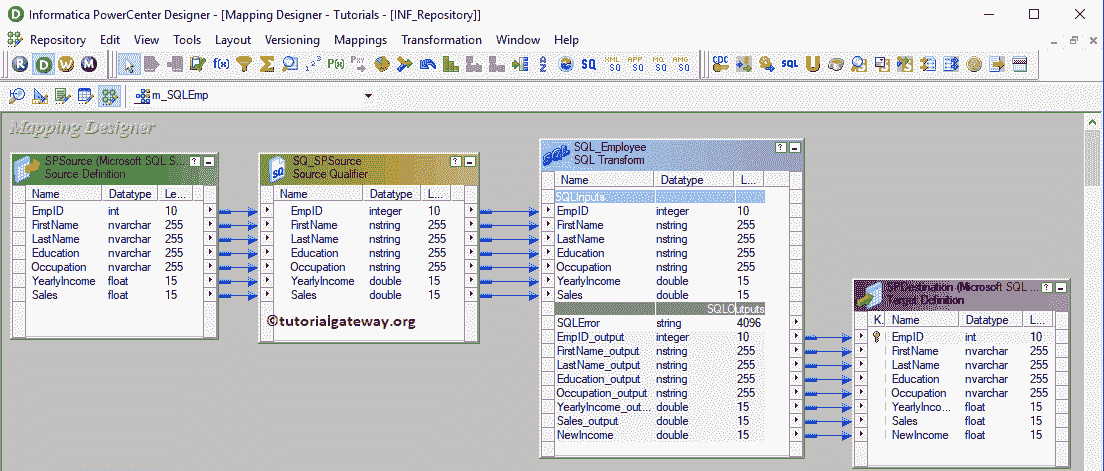 Informatica PowerCenter Designer - [Mapping Designer - Tutorials - [INF_Repository]]
Repository Edit INF View Tools Layout Versioning Mappings Transformation Window Help
m_SQLEmp
Mapping Designer
SPSource (Microsoft SQL S...
Source Definition
Name Datatype Le...
EmpID int 10
FirstName nvarchar 255
LastName nvarchar 255
Education nvarchar 255
Occupation nvarchar 255
YearlyIncome float 15
Sales float 15
SQ_SPSource
Source Qualifier
Name Datatype L...
EmpID integer 10
FirstName nstring 255
LastName nstring 255
Education nstring 255
Occupation nstring 255
YearlyIncome double 15
Sales double 15
©tutorialgateway.org
SQL_Employee
SQL Transform
Name Datatype L...
SQLInputs
EmpID integer 10
FirstName nstring 255
LastName nstring 255
Education nstring 255
Occupation nstring 255
YearlyIncome double 15
Sales double 15
SQLOutputs
SQLError string 4096
EmpID_output integer 10
FirstName_output nstring 255
LastName_output nstring 255
Education_output nstring 255
Occupation_output nstring 255
YearlyIncome_out... double 15
Sales_output double 15
NewIncome double 15
SPDestination (Microsoft SQL ...
Target Definition
K. Name Datatype L...
EmpID int 10
FirstName nvarchar 255
LastName nvarchar 255
Education nvarchar 255
Occupation nvarchar 255
YearlyInco... float 15
Sales float 15
NewIncome float 15